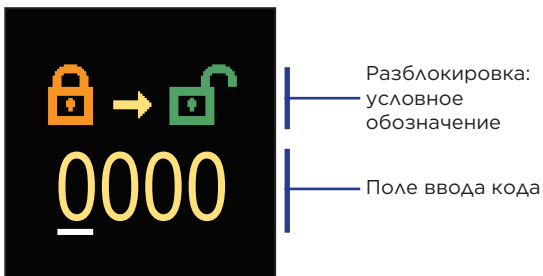 Разблокировка:
условное
обозначение
0000
Поле ввода кода